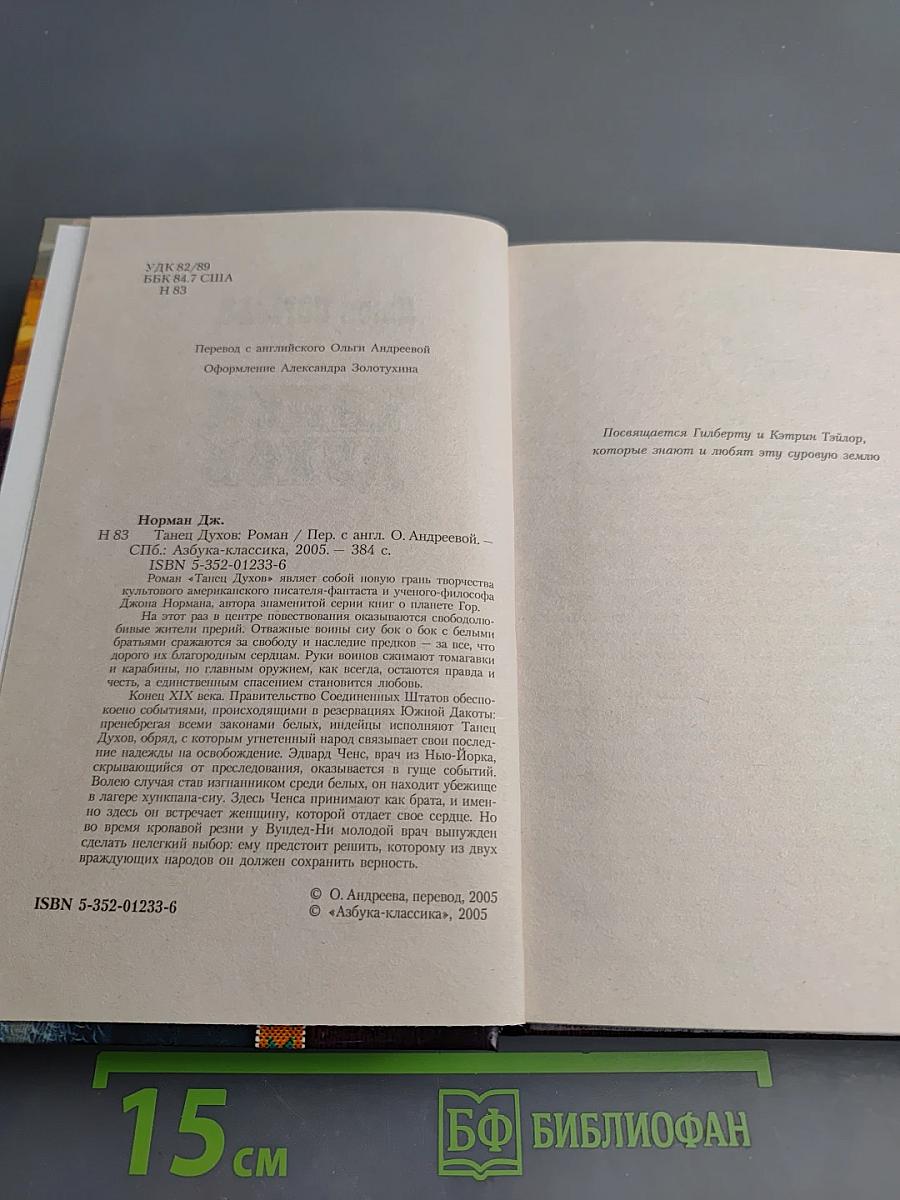 УДК 82/89
ББК 84.7 США
Н 83
Перевод с английского Ольги Андреевой
Оформление Александра Золотухина
Норман Дж.
Н 83 Танец Духов: Роман / Пер. с англ. О. Андреевой. —
СПб.: Азбука-классика, 2005. — 384 с.
ISBN 5-352-01233-6
Роман «Танец Духов» являет собой новую грань творчества
культового американского писателя-фантаста и ученого-философа
Джона Нормана, автора знаменитой серии книг о планете Гор.
На этот раз в центре повествования оказываются свободолю-
бивые жители прерий. Отважные воины сиу бок о бок с белыми
братьями сражаются за свободу и наследие предков — за все, что
дорого их благородным сердцам. Руки воинов сжимают томагавки
и карабины, но главным оружием, как всегда, остаются правда и
честь, а единственным спасением становится любовь.
Конец XIX века. Правительство Соединенных Штатов обеспо-
коено событиями, происходящими в резервациях Южной Дакоты:
пренебрегая всеми законами белых, индейцы исполняют Танец
Духов, обряд, с которым угнетенный народ связывает свои послед-
ние надежды на освобождение. Эдвард Ченс, врач из Нью-Йорка,
скрывающийся от преследования, оказывается в гуще событий.
Волею случая став изгнанником среди белых, он находит убежище
в лагере хункпапа-сиу. Здесь Ченса принимают как брата, и имен-
но здесь он встречает женщину, которой отдает свое сердце. Но
во время кровавой резни у Вундед-Ни молодой врач вынужден
сделать нелегкий выбор: ему предстоит решить, которому из двух
враждующих народов он должен сохранить верность.
ISBN 5-352-01233-6
© О. Андреева, перевод, 2005
© «Азбука-классика», 2005
Посвящается Гилберту и Кэтрин Тэйлор,
которые знают и любят эту суровую землю
15 см
БФ БИБЛИОФАН